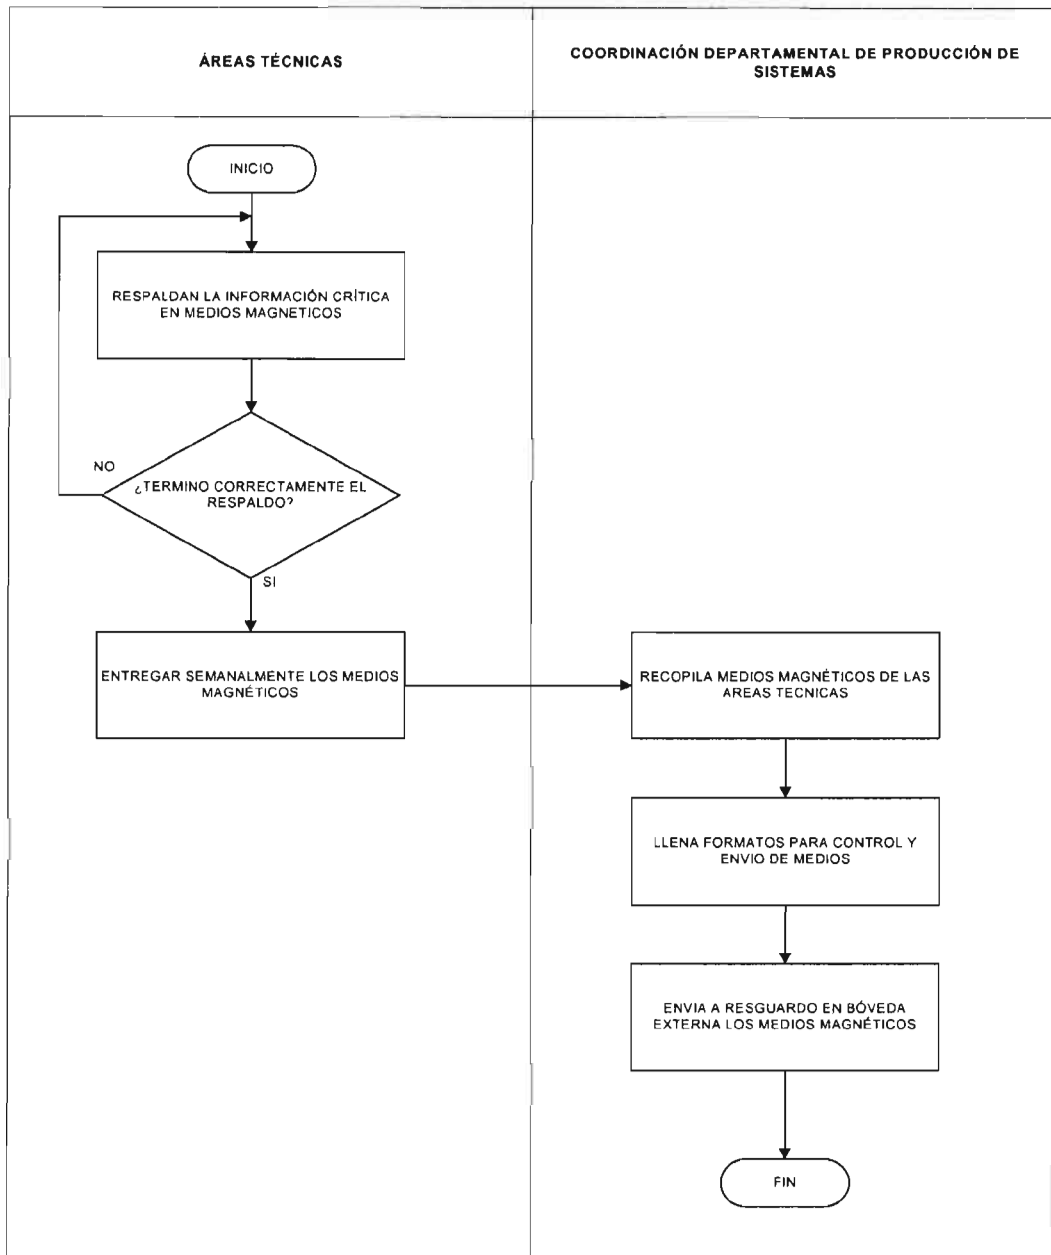 ÁREAS TÉCNICAS
COORDINACIÓN DEPARTAMENTAL DE PRODUCCIÓN DE
SISTEMAS
INICIO
RESPALDAN LA INFORMACIÓN CRÍTICA
EN MEDIOS MAGNETICOS
NO
¿TERMINO CORRECTAMENTE EL
RESPALDO?
SI
ENTREGAR SEMANALMENTE LOS MEDIOS
MAGNÉTICOS
RECOPILA MEDIOS MAGNÉTICOS DE LAS
AREAS TECNICAS
LLENA FORMATOS PARA CONTROL Y
ENVIO DE MEDIOS
ENVIA A RESGUARDO EN BÓVEDA
EXTERNA LOS MEDIOS MAGNÉTICOS
FIN